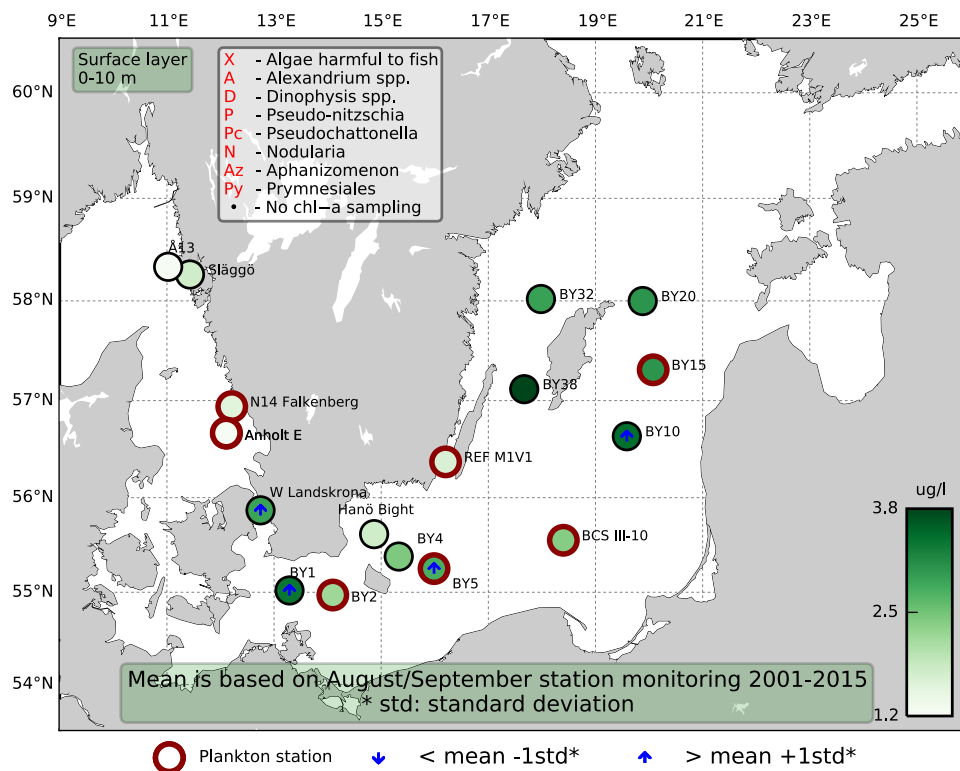 9°E 11°E 13°E 15°E 17°E 19°E 21°E 23°E 25°E
Surface layer
0-10 m
X - Algae harmful to fish
A - Alexandrium spp.
D - Dinophysis spp.
P - Pseudo-nitzschia
Pc - Pseudochattonella
N - Nodularia
Az - Aphanizomenon
Py - Prymnesiales
• - No chl−a sampling
60°N
59°N
58°N
57°N
56°N
55°N
54°N
Å13
Släggö
BY32
BY20
BY15
BY38
N14 Falkenberg
Anholt E
BY10
REF M1V1
W Landskrona
Hanö Bight
BY4
BCS III-10
BY1
BY5
BY2
ug/l
3.8
2.5
1.2
Mean is based on August/September station monitoring 2001-2015
* std: standard deviation
Plankton station < mean -1std* > mean +1std*